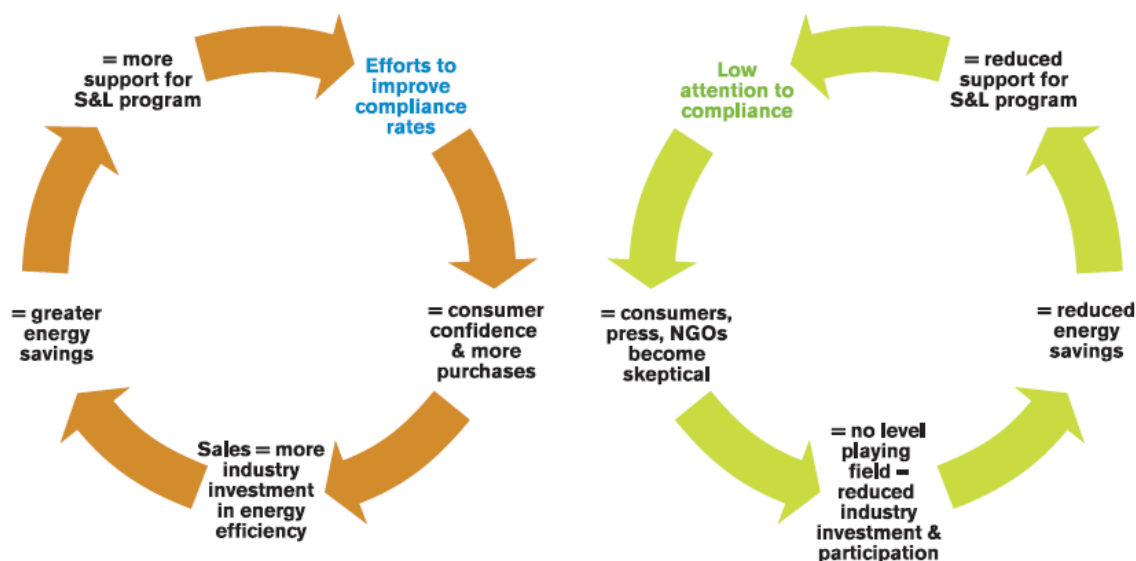 = more
support for
S&L program
Efforts to
improve
compliance
rates
= consumer
confidence
& more
purchases
Sales = more
industry
investment
in energy
efficiency
= greater
energy
savings
Low
attention to
compliance
= consumers,
press, NGOs
become
skeptical
= no level
playing
field =
reduced
industry
investment &
participation
= reduced
energy
savings
= reduced
support for
S&L program